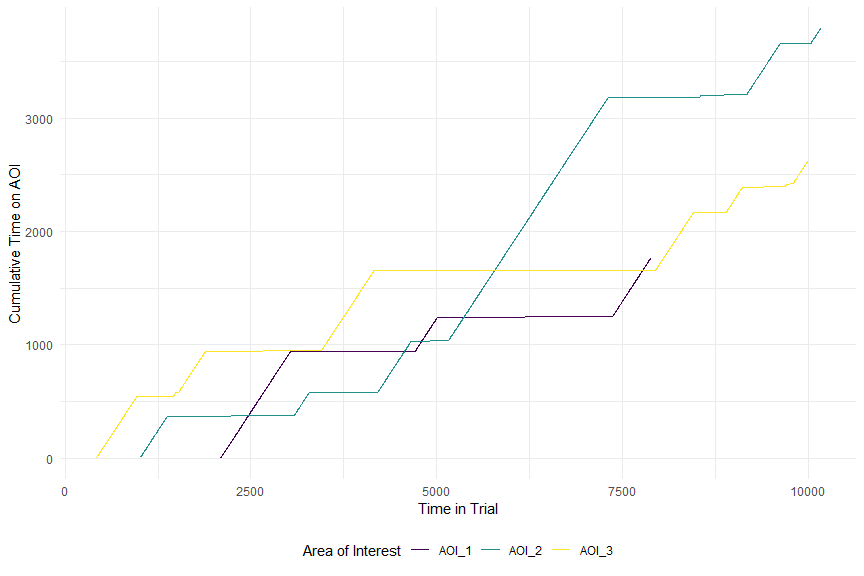 Cumulative Time on AOI
3000
2000
1000
0
0 2500 5000 7500 10000
Time in Trial
Area of Interest AOI_1 AOI_2 AOI_3